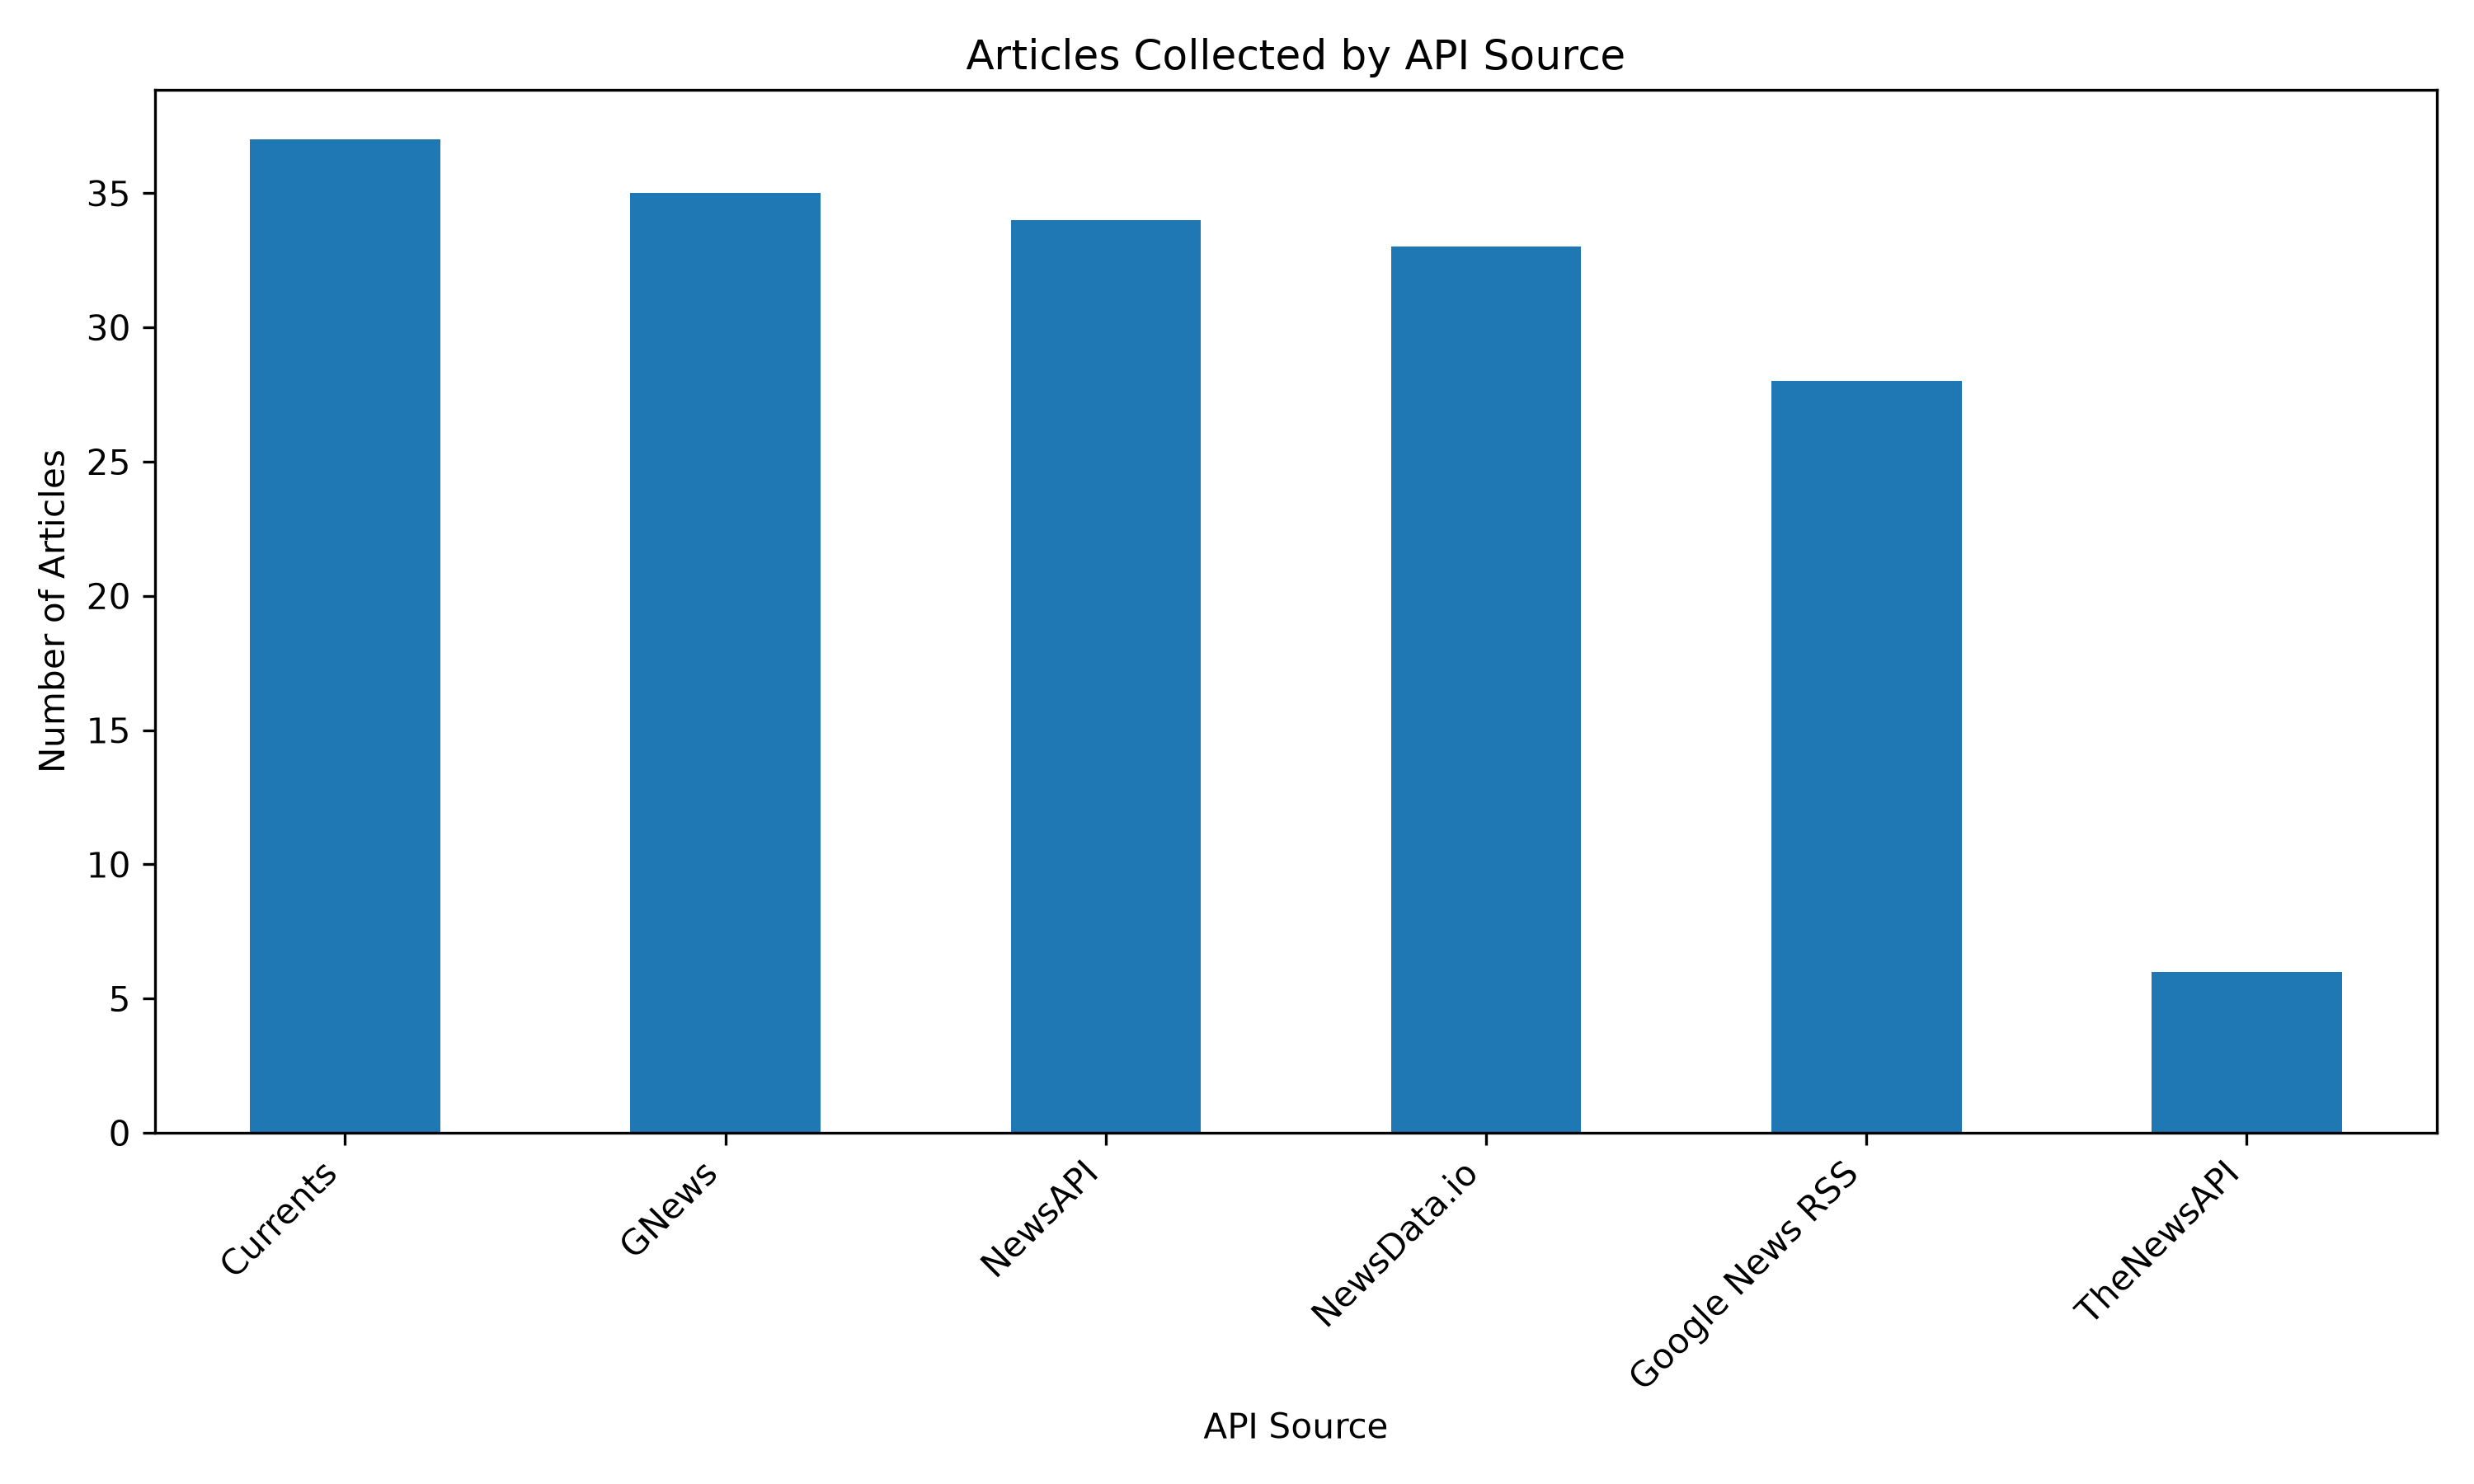 Articles Collected by API Source
Number of Articles
35
30
25
20
15
10
5
0
Currents
GNews
NewsAPI
NewsData.io
Google News RSS
TheNewsAPI
API Source